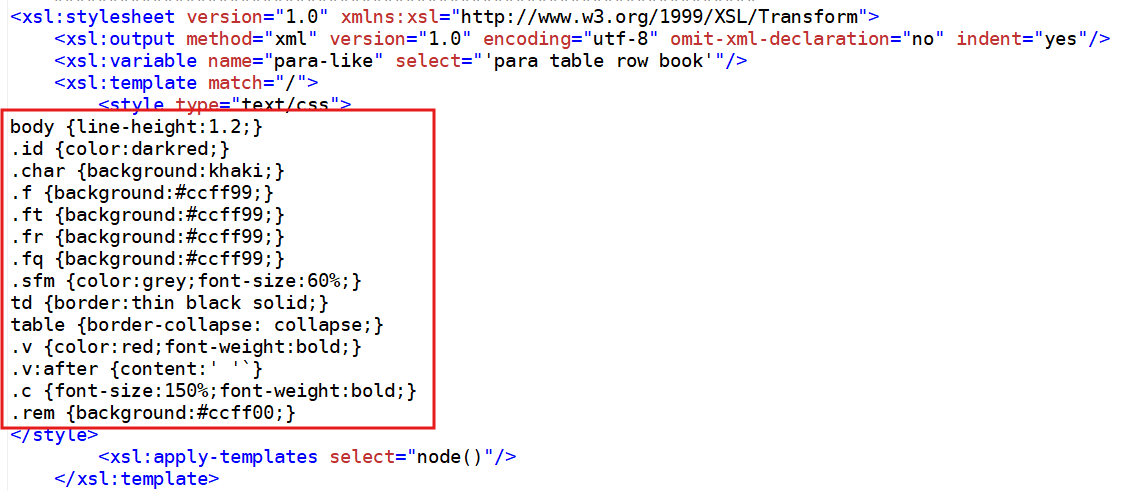 <xsl:stylesheet version="1.0" xmlns:xsl="http://www.w3.org/1999/XSL/Transform">
<xsl:output method="xml" version="1.0" encoding="utf-8" omit-xml-declaration="no" indent="yes"/>
<xsl:variable name="para-like" select="'para table row book'"/>
<xsl:template match="/">
<style type="text/css">
body {line-height:1.2;}
.id {color:darkred;}
.char {background:khaki;}
.f {background:#ccff99;}
.ft {background:#ccff99;}
.fr {background:#ccff99;}
.fq {background:#ccff99;}
.sfm {color:grey;font-size:60%;}
td {border:thin black solid;}
table {border-collapse: collapse;}
.v {color:red;font-weight:bold;}
.v:after {content:' '`}
.c {font-size:150%;font-weight:bold;}
.rem {background:#ccff00;}
</style>
<xsl:apply-templates select="node()"/>
</xsl:template>